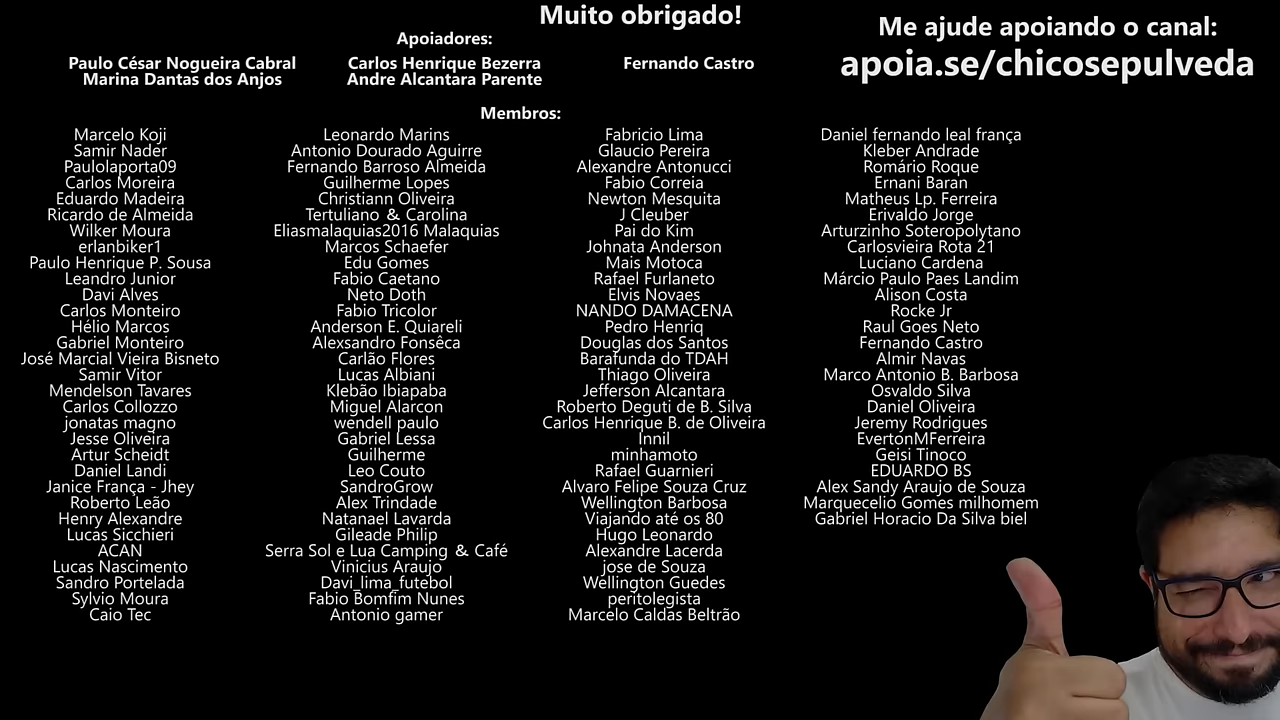 Muito obrigado!
Apoiadores:
Paulo César Nogueira Cabral
Marina Dantas dos Anjos
Carlos Henrique Bezerra
Andre Alcantara Parente
Fernando Castro
Me ajude apoiando o canal:
apoia.se/chicosepulveda
Membros:
Marcelo Koji
Samir Nader
Paulolaporta09
Carlos Moreira
Eduardo Madeira
Ricardo de Almeida
Wilker Moura
erlanbiker1
Paulo Henrique P. Sousa
Leandro Junior
Davi Alves
Carlos Monteiro
Hélio Marcos
Gabriel Monteiro
José Marcial Vieira Bisneto
Samir Vitor
Mendelson Tavares
Carlos Collozzo
jonatas magno
Jesse Oliveira
Artur Scheidt
Daniel Landi
Janice França - Jhey
Roberto Leão
Henry Alexandre
Lucas Sicchieri
ACAN
Lucas Nascimento
Sandro Portelada
Sylvio Moura
Caio Tec
Leonardo Marins
Antonio Dourado Aguirre
Fernando Barroso Almeida
Guilherme Lopes
Christiann Oliveira
Tertuliano & Carolina
Eliasmalaquias2016 Malaquias
Marcos Schaefer
Edu Gomes
Fabio Caetano
Neto Doth
Fabio Tricolor
Anderson E. Quiareli
Alexsandro Fonsêca
Carlão Flores
Lucas Albiani
Klebão Ibiapaba
Miguel Alarcon
wendell paulo
Gabriel Lessa
Guilherme
Leo Couto
SandroGrow
Alex Trindade
Natanael Lavarda
Gileade Philip
Serra Sol e Lua Camping & Café
Vinicius Araujo
Davi_lima_futebol
Fabio Bomfim Nunes
Antonio gamer
Fabricio Lima
Glaucio Pereira
Alexandre Antonucci
Fabio Correia
Newton Mesquita
J Cleuber
Pai do Kim
Johnata Anderson
Mais Motoca
Rafael Furlaneto
Elvis Novaes
NANDO DAMACENA
Pedro Henriq
Douglas dos Santos
Barafunda do TDAH
Thiago Oliveira
Jefferson Alcantara
Roberto Deguti de B. Silva
Carlos Henrique B. de Oliveira
Innil
minhamoto
Rafael Guarnieri
Alvaro Felipe Souza Cruz
Wellington Barbosa
Viajando até os 80
Hugo Leonardo
Alexandre Lacerda
jose de Souza
Wellington Guedes
peritolegista
Marcelo Caldas Beltrão
Daniel fernando leal frança
Kleber Andrade
Romário Roque
Ernani Baran
Matheus Lp. Ferreira
Erivaldo Jorge
Arturzinho Soteropolytano
Carlosvieira Rota 21
Luciano Cardena
Márcio Paulo Paes Landim
Alison Costa
Rocke Jr
Raul Goes Neto
Fernando Castro
Almir Navas
Marco Antonio B. Barbosa
Osvaldo Silva
Daniel Oliveira
Jeremy Rodrigues
EvertonMFerreira
Geisi Tinoco
EDUARDO BS
Alex Sandy Araujo de Souza
Marquecelio Gomes milhomem
Gabriel Horacio Da Silva biel